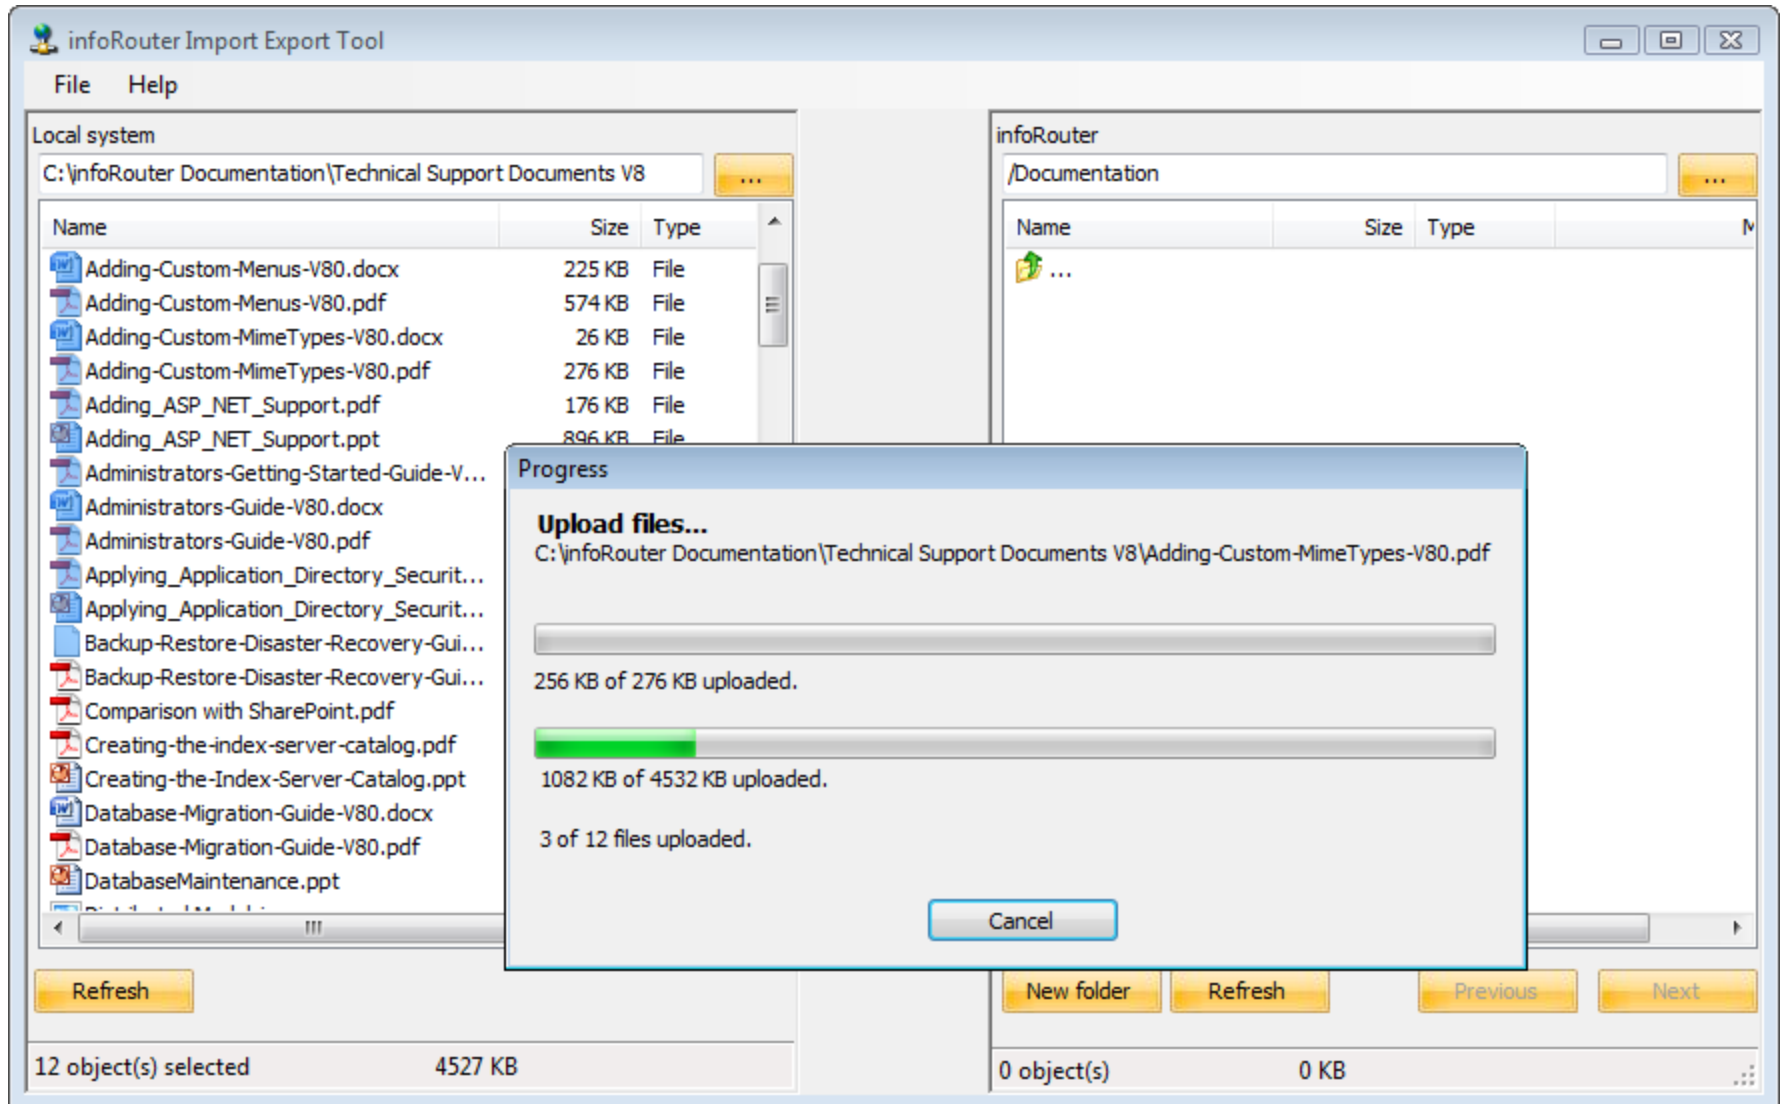 infoRouter Import Export Tool
File Help
Local system
C:\infoRouter Documentation\Technical Support Documents V8 ...
Name Size Type
Adding-Custom-Menus-V80.docx 225 KB File
Adding-Custom-Menus-V80.pdf 574 KB File
Adding-Custom-MimeTypes-V80.docx 26 KB File
Adding-Custom-MimeTypes-V80.pdf 276 KB File
Adding_ASP_NET_Support.pdf 176 KB File
Adding_ASP_NET_Support.ppt 896 KB File
Administrators-Getting-Started-Guide-V...
Administrators-Guide-V80.docx
Administrators-Guide-V80.pdf
Applying_Application_Directory_Securit...
Applying_Application_Directory_Securit...
Backup-Restore-Disaster-Recovery-Gui...
Backup-Restore-Disaster-Recovery-Gui...
Comparison with SharePoint.pdf
Creating-the-index-server-catalog.pdf
Creating-the-Index-Server-Catalog.ppt
Database-Migration-Guide-V80.docx
Database-Migration-Guide-V80.pdf
DatabaseMaintenance.ppt
Refresh
12 object(s) selected 4527 KB
infoRouter
/Documentation ...
Name Size Type
...
Progress
Upload files...
C:\infoRouter Documentation\Technical Support Documents V8\Adding-Custom-MimeTypes-V80.pdf
256 KB of 276 KB uploaded.
1082 KB of 4532 KB uploaded.
3 of 12 files uploaded.
Cancel
New folder Refresh Previous Next
0 object(s) 0 KB